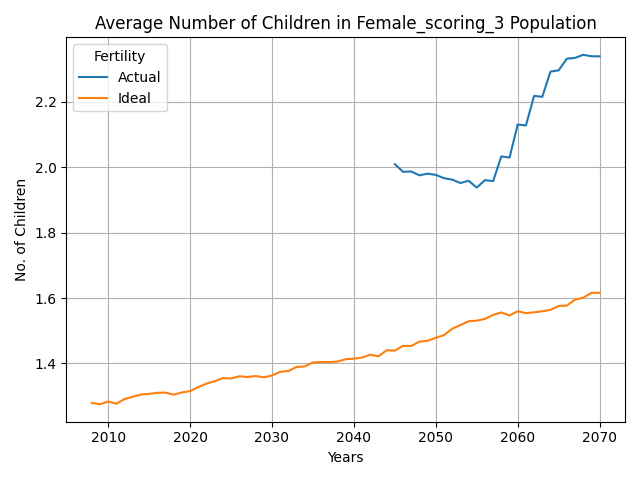 Average Number of Children in Female_scoring_3 Population
Fertility
Actual
Ideal
No. of Children
2.2
2.0
1.8
1.6
1.4
2010 2020 2030 2040 2050 2060 2070
Years